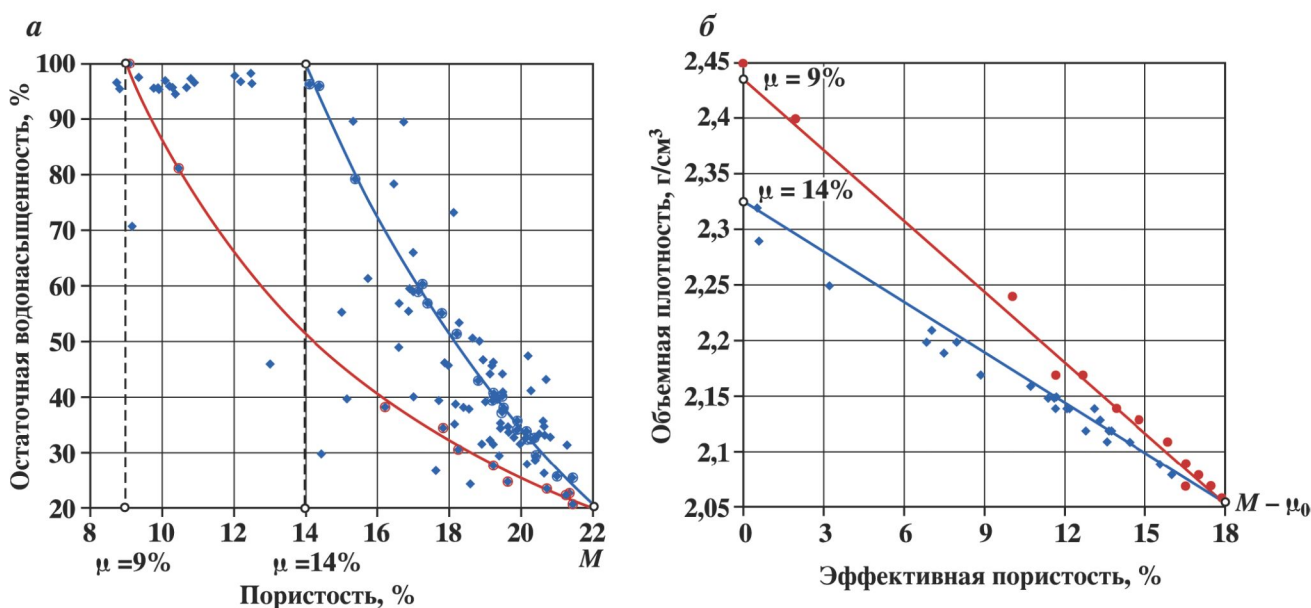 а
Остаточная водонасыщенность, %
100
90
80
70
60
50
40
30
20
8
10
12
14
16
18
20
22
μ =9%
μ =14%
M
Пористость, %
б
Объемная плотность, г/см³
2,45
2,4
2,35
2,3
2,25
2,2
2,15
2,1
2,05
μ = 9%
μ = 14%
M – μ₀
0
3
6
9
12
15
18
Эффективная пористость, %